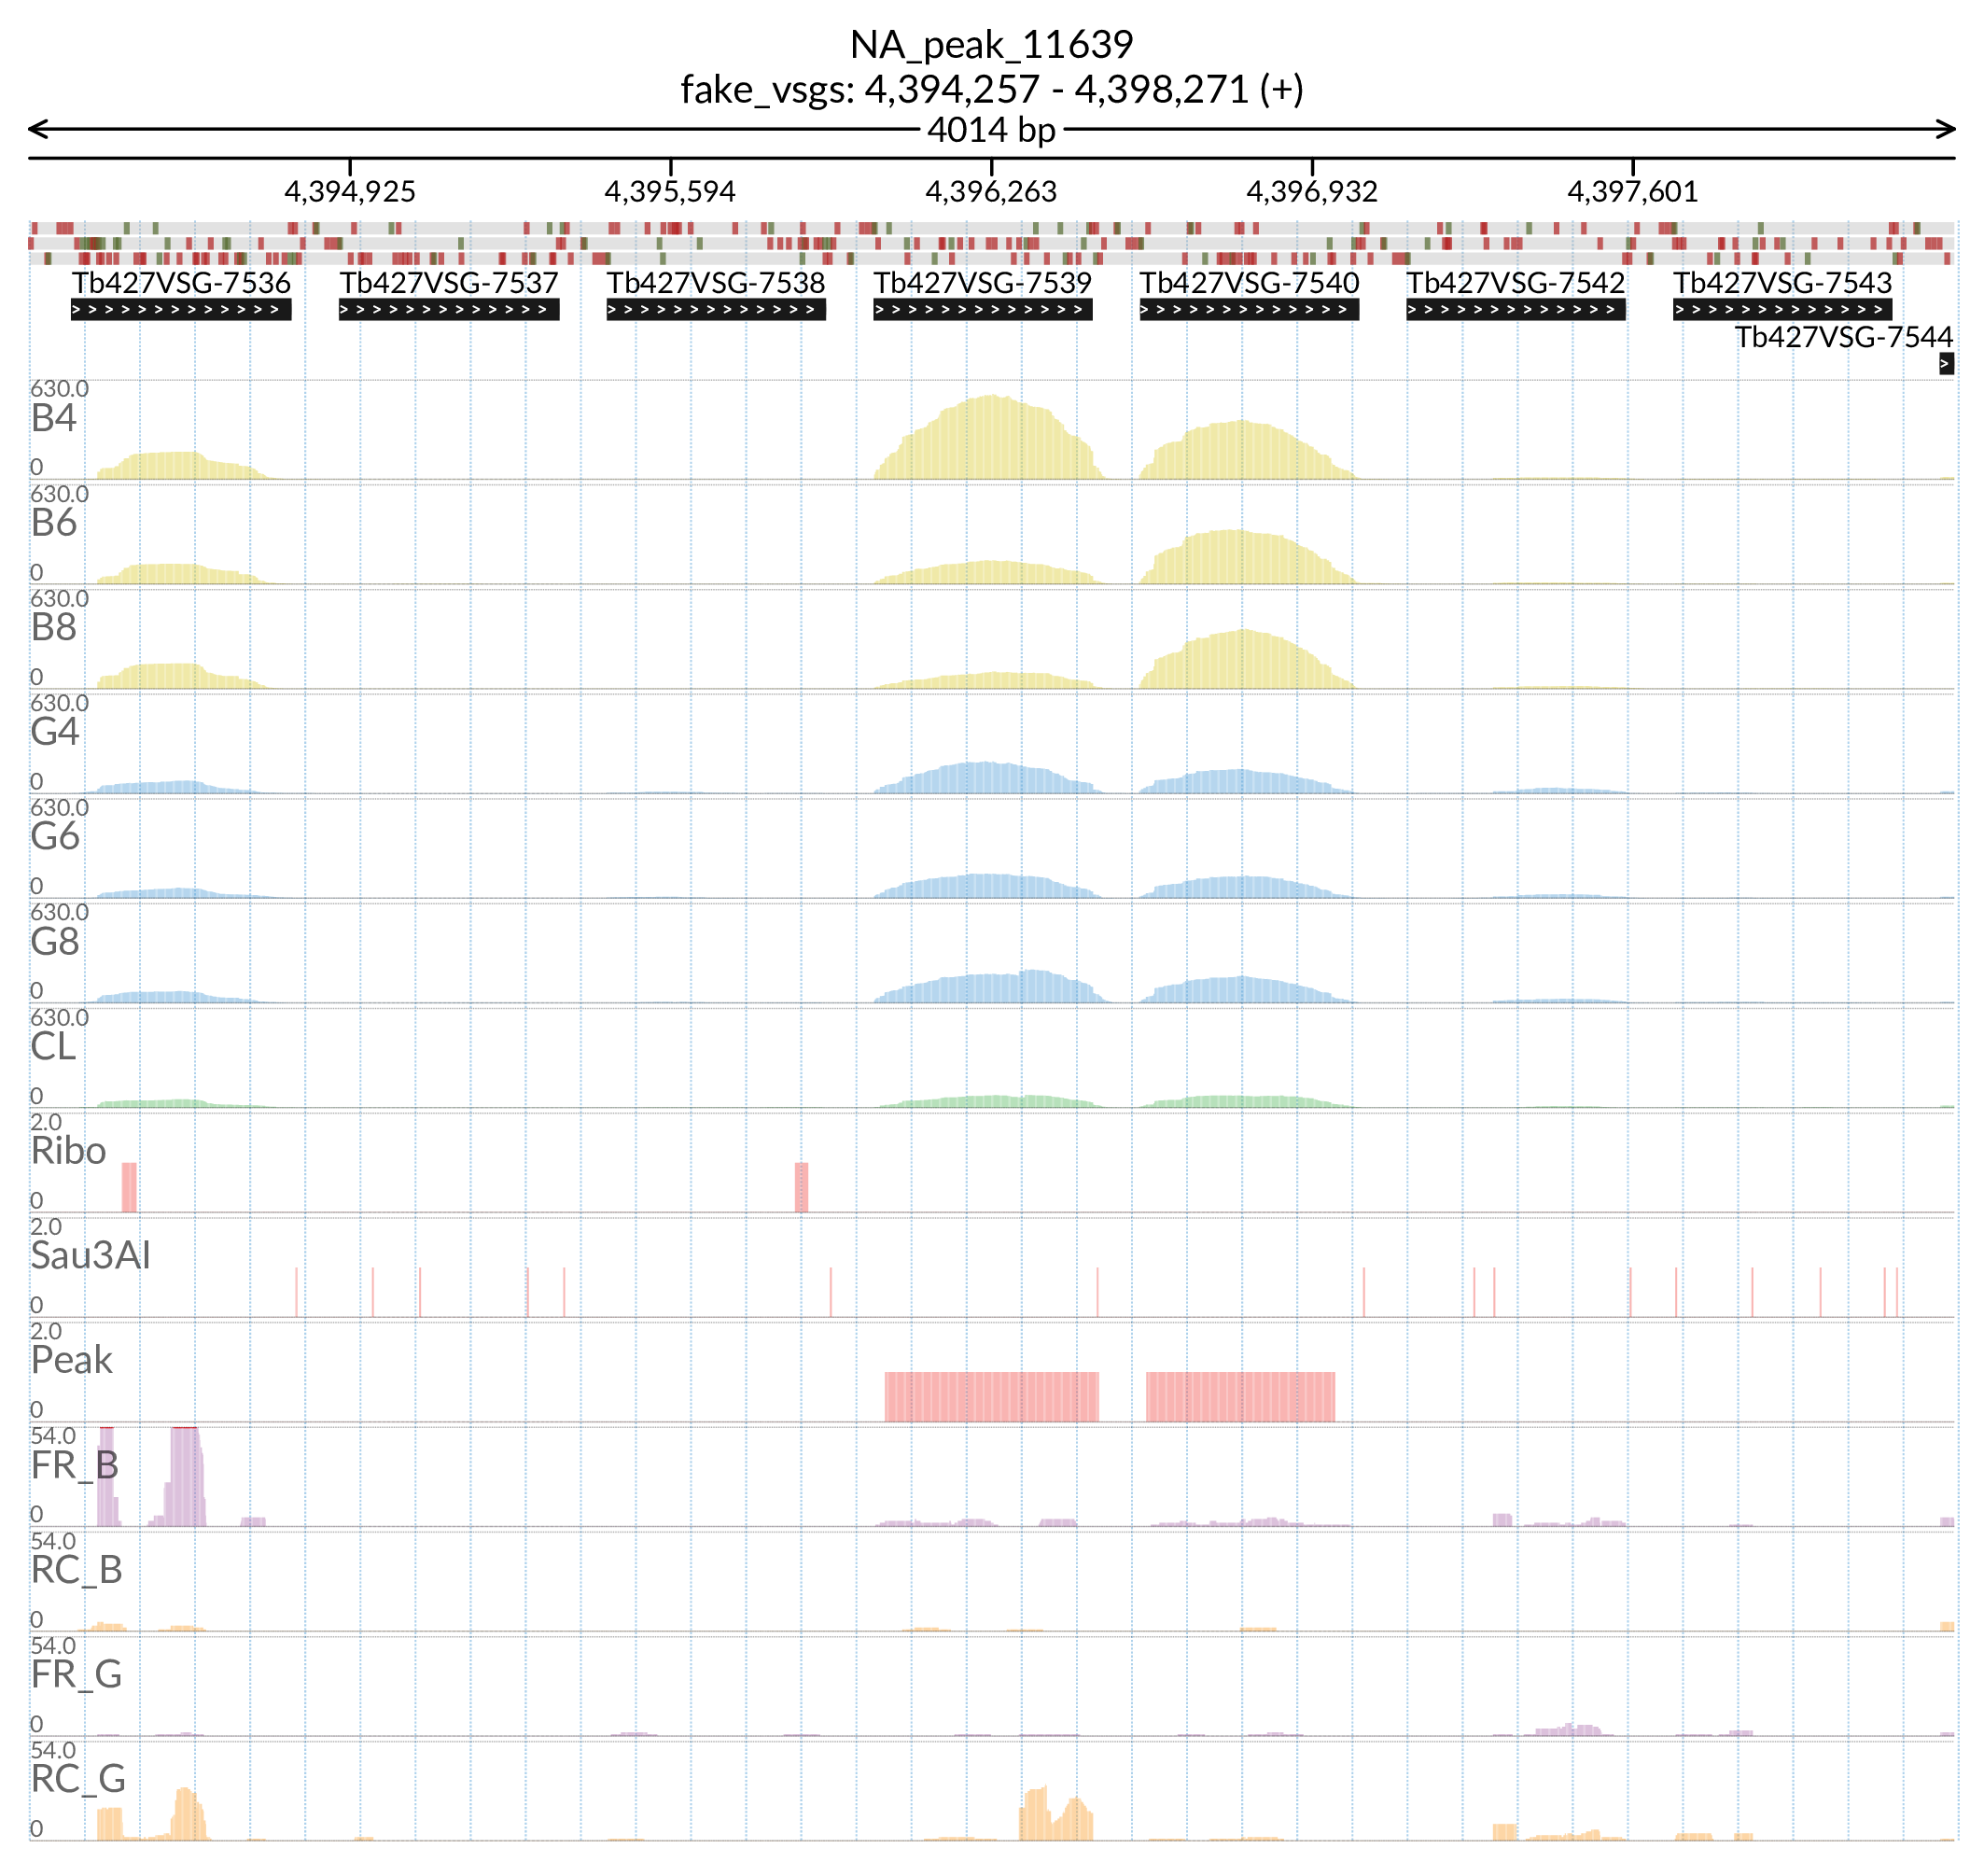 NA_peak_11639
fake_vsgs: 4,394,257 - 4,398,271 (+)
4014 bp
4,394,925 4,395,594 4,396,263 4,396,932 4,397,601
Tb427VSG-7536 Tb427VSG-7537 Tb427VSG-7538 Tb427VSG-7539 Tb427VSG-7540 Tb427VSG-7542 Tb427VSG-7543
Tb427VSG-7544
630.0
B4
0
630.0
B6
0
630.0
B8
0
630.0
G4
0
630.0
G6
0
630.0
G8
0
630.0
CL
0
2.0
Ribo
0
2.0
Sau3AI
0
2.0
Peak
0
54.0
FR_B
0
54.0
RC_B
0
54.0
FR_G
0
54.0
RC_G
0